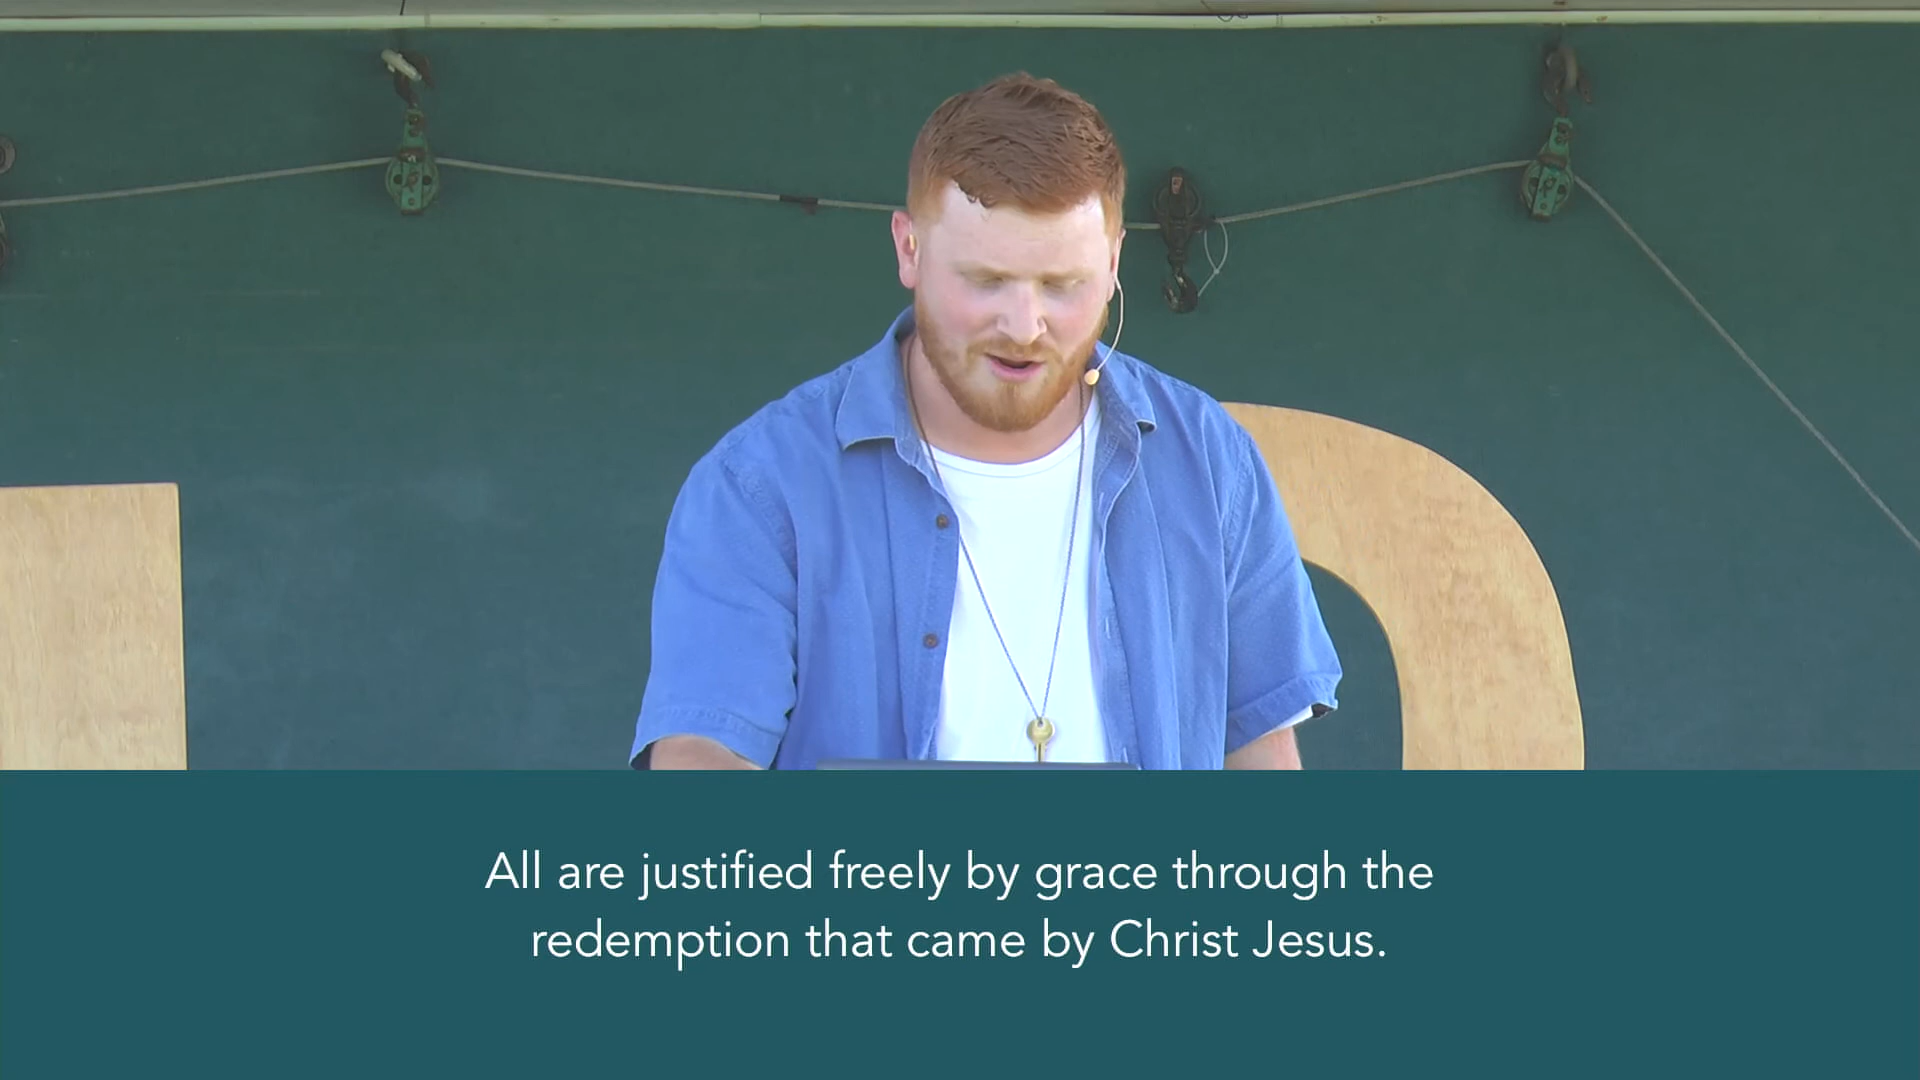 All are justified freely by grace through the
redemption that came by Christ Jesus.